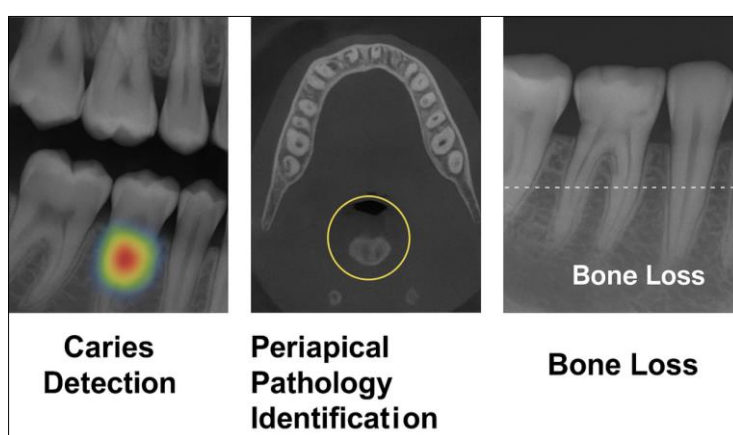 Bone Loss
Caries
Detection
Periapical
Pathology
Identification
Bone Loss